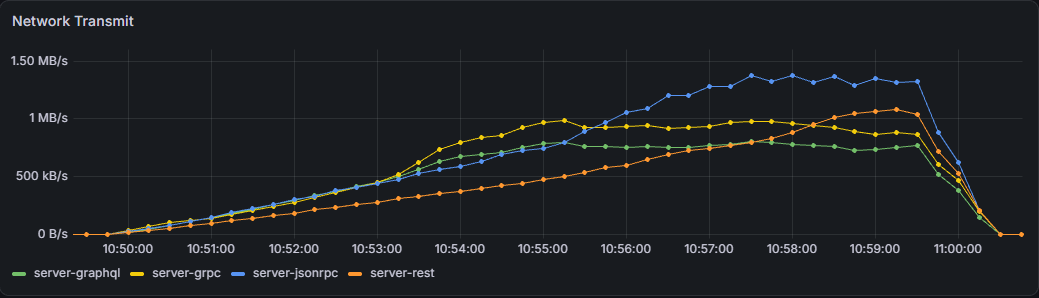 Network Transmit
1.50 MB/s
1 MB/s
500 kB/s
0 B/s
10:50:00 10:51:00 10:52:00 10:53:00 10:54:00 10:55:00 10:56:00 10:57:00 10:58:00 10:59:00 11:00:00
server-graphql server-grpc server-jsonrpc server-rest